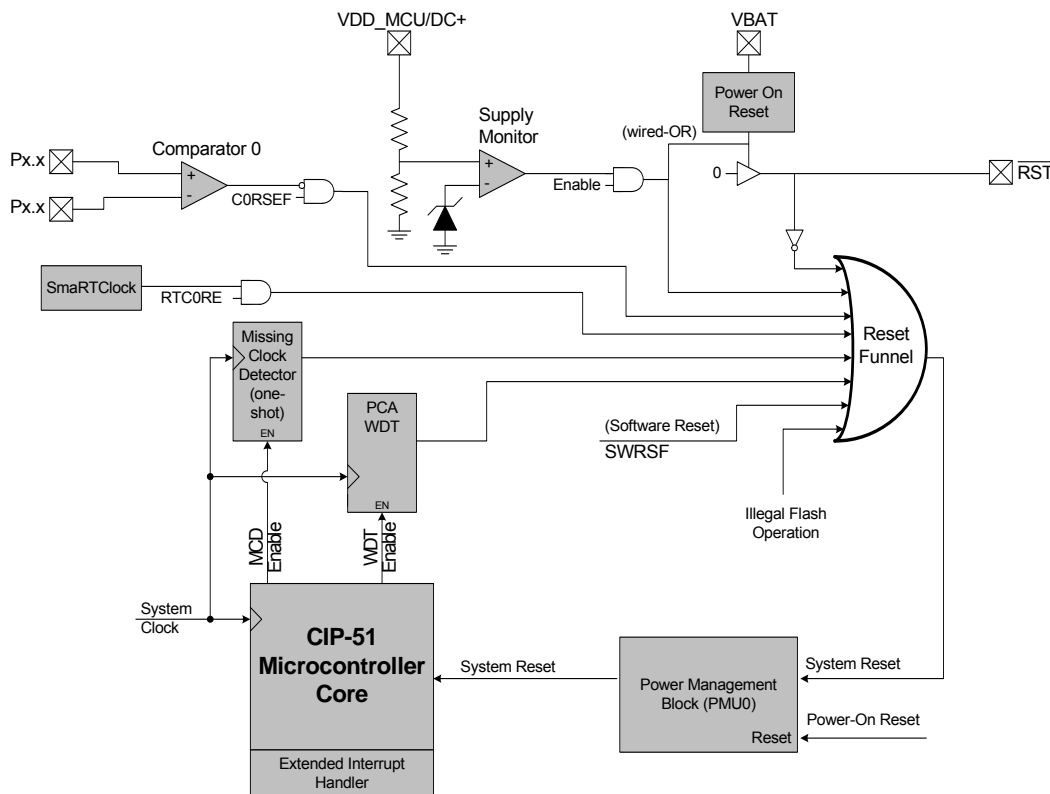 VDD_MCU/DC+
VBAT
Power On
Reset
Supply
Monitor
(wired-OR)
Comparator 0
Px.x
+
-
Px.x
C0RSEF
+
-
Enable
0
RST
SmaRTClock
RTC0RE
Missing
Clock
Detector
(one-
shot)
EN
PCA
WDT
EN
Reset
Funnel
(Software Reset)
SWRSF
Illegal Flash
Operation
MCD
Enable
WDT
Enable
System
Clock
CIP-51
Microcontroller
Core
Extended Interrupt
Handler
System Reset
Power Management
Block (PMU0)
Reset
System Reset
Power-On Reset